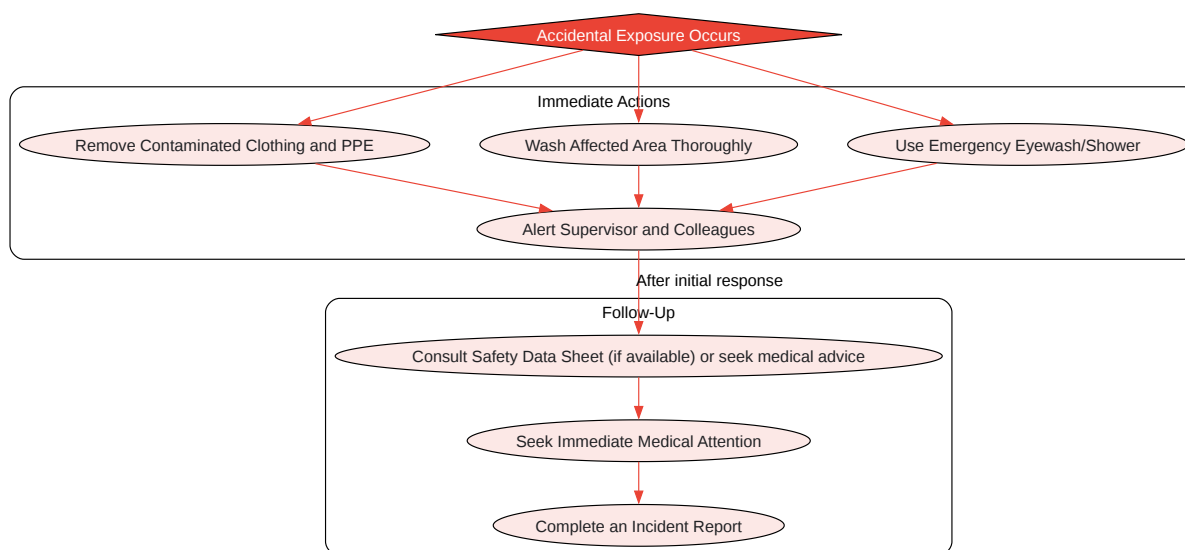 Accidental Exposure Occurs
Immediate Actions
Remove Contaminated Clothing and PPE
Wash Affected Area Thoroughly
Use Emergency Eyewash/Shower
Alert Supervisor and Colleagues
After initial response
Follow-Up
Consult Safety Data Sheet (if available) or seek medical advice
Seek Immediate Medical Attention
Complete an Incident Report